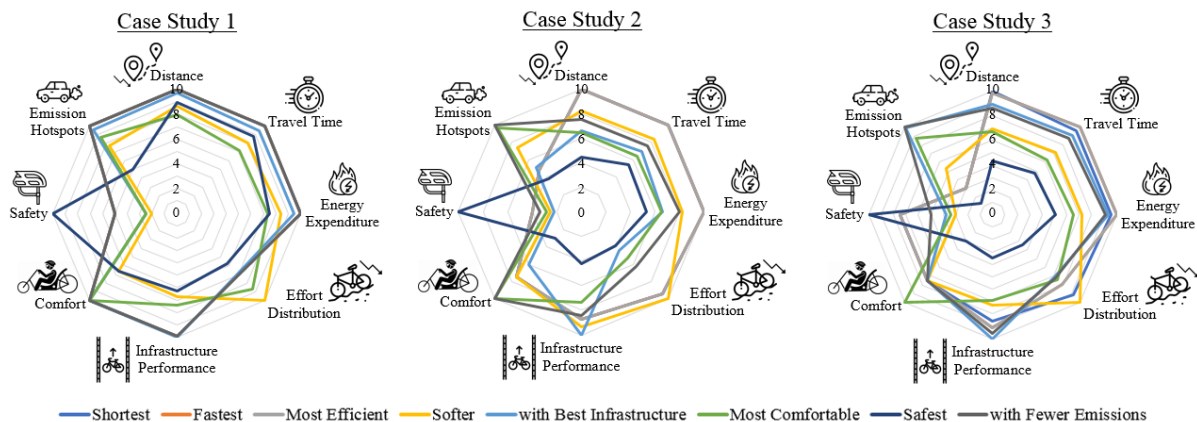 Case Study 1
Distance
Travel Time
Energy
Expenditure
Effort
Distribution
Infrastructure
Performance
Comfort
Safety
Emission
Hotspots
10
8
6
4
2
0
Case Study 2
Distance
Travel Time
Energy
Expenditure
Effort
Distribution
Infrastructure
Performance
Comfort
Safety
Emission
Hotspots
10
8
6
4
2
0
Case Study 3
Distance
Travel Time
Energy
Expenditure
Effort
Distribution
Infrastructure
Performance
Comfort
Safety
Emission
Hotspots
10
8
6
4
2
0
Shortest
Fastest
Most Efficient
Softer
with Best Infrastructure
Most Comfortable
Safest
with Fewer Emissions